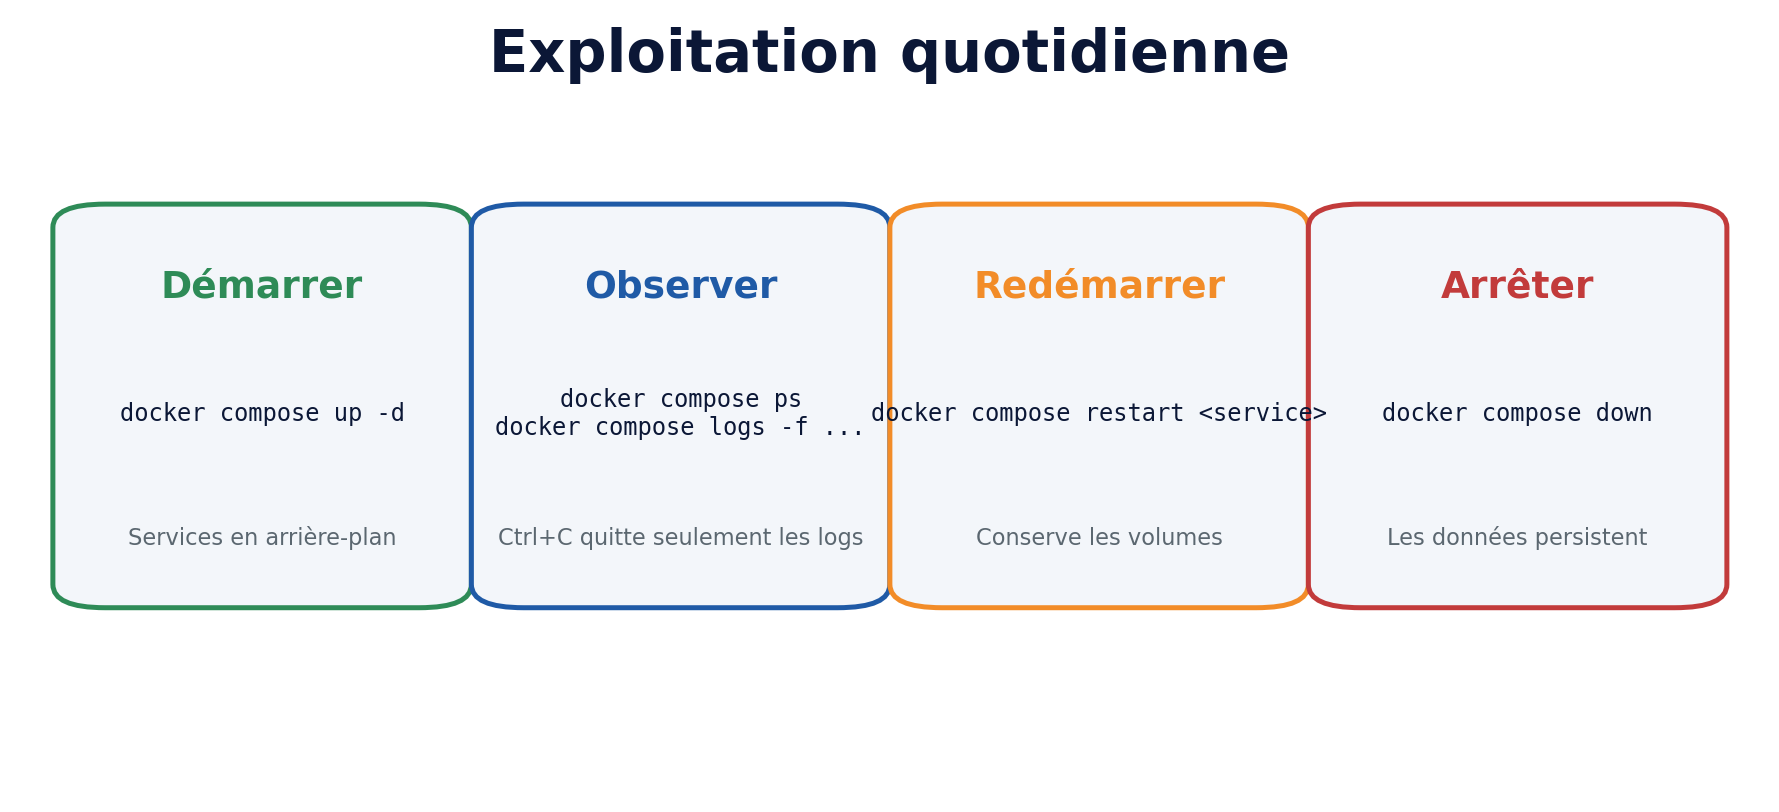 Exploitation quotidienne
Démarrer
docker compose up -d
Services en arrière-plan
Observer
docker compose ps
docker compose logs -f ...
Ctrl+C quitte seulement les logs
Redémarrer
docker compose restart <service>
Conserve les volumes
Arrêter
docker compose down
Les données persistent